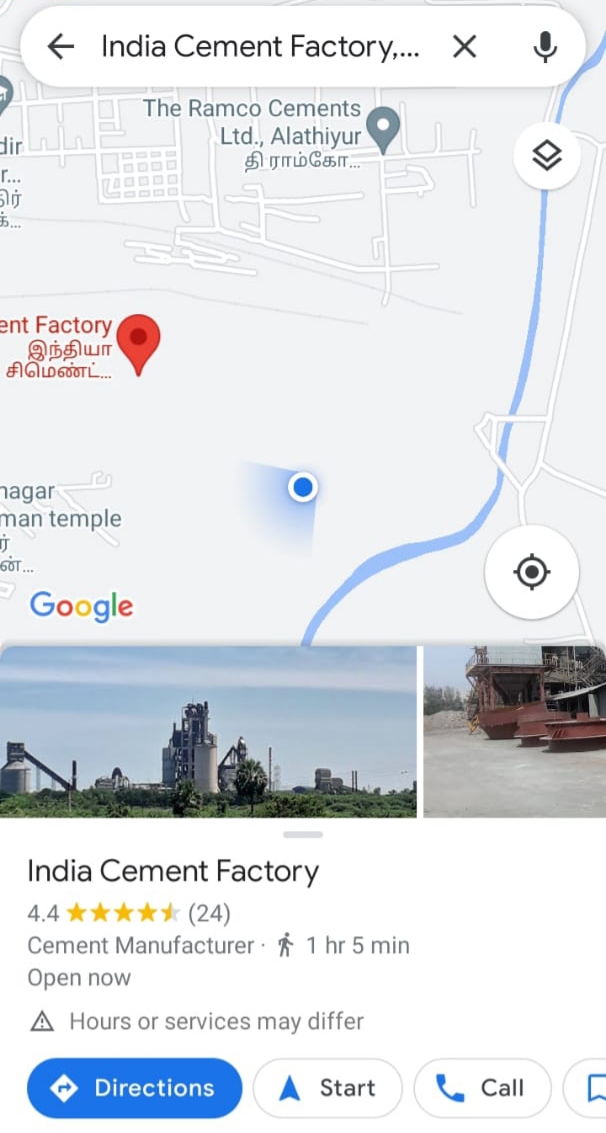 India Cement Factory,...
The Ramco Cements
Ltd., Alathiyur
தி ராம்கோ...
dir
r...
ent Factory
இந்தியா
சிமெண்ட்...
nagar
man temple
Google
India Cement Factory
4.4 (24)
Cement Manufacturer · 1 hr 5 min
Open now
Hours or services may differ
Directions
Start
Call